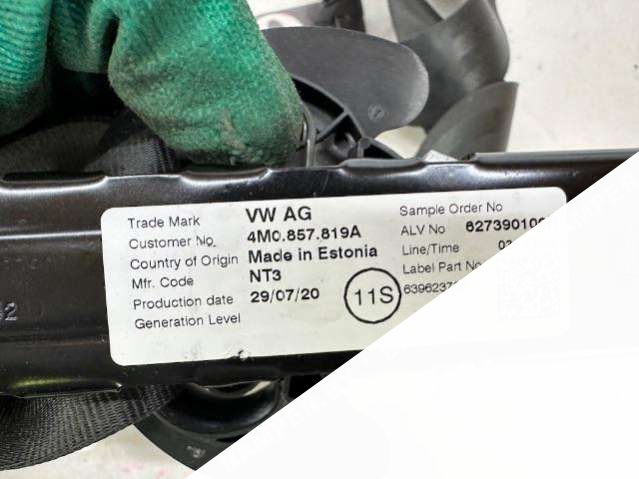 Trade Mark VW AG
Customer No. 4M0.857.819A
Country of Origin Made in Estonia
Mfr. Code NT3
Production date 29/07/20
Generation Level
11S
Sample Order No
ALV No
Line/Time
Label Part No